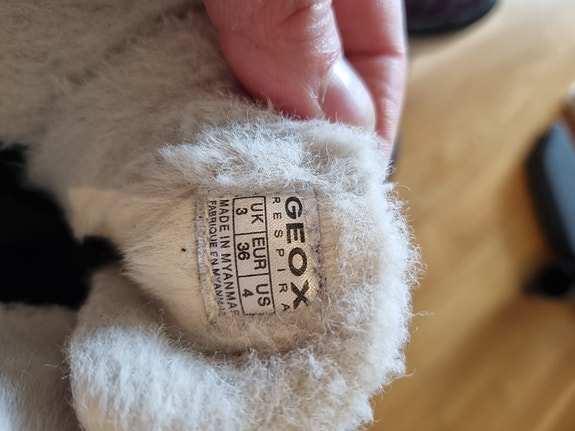 GEOX
RESPIRA
UK EUR US
3 36 4
MADE IN MYANMAR
FABRIQUE EN MYANMAR